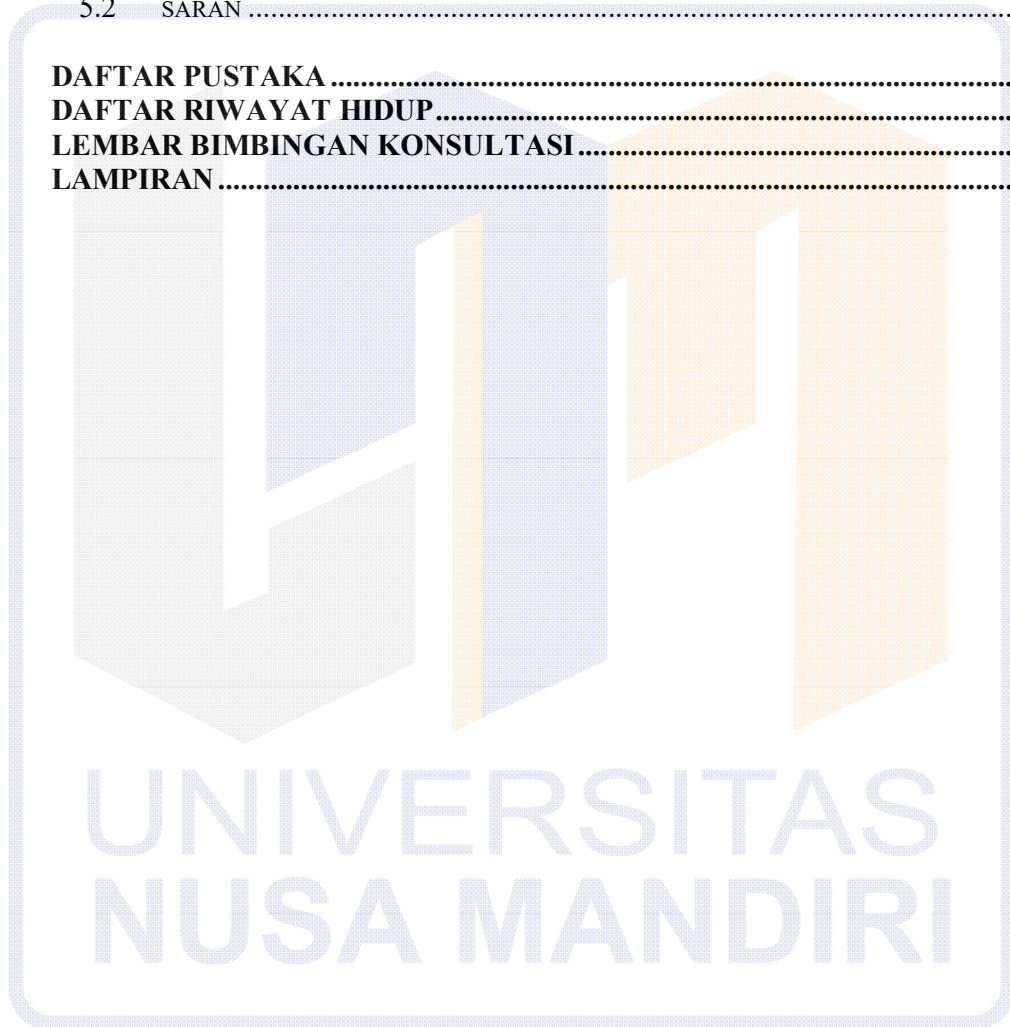 5.2 SARAN ........................................................................................
DAFTAR PUSTAKA ........................................................................................
DAFTAR RIWAYAT HIDUP........................................................................................
LEMBAR BIMBINGAN KONSULTASI ........................................................................................
LAMPIRAN ........................................................................................
UNIVERSITAS
NUSA MANDIRI